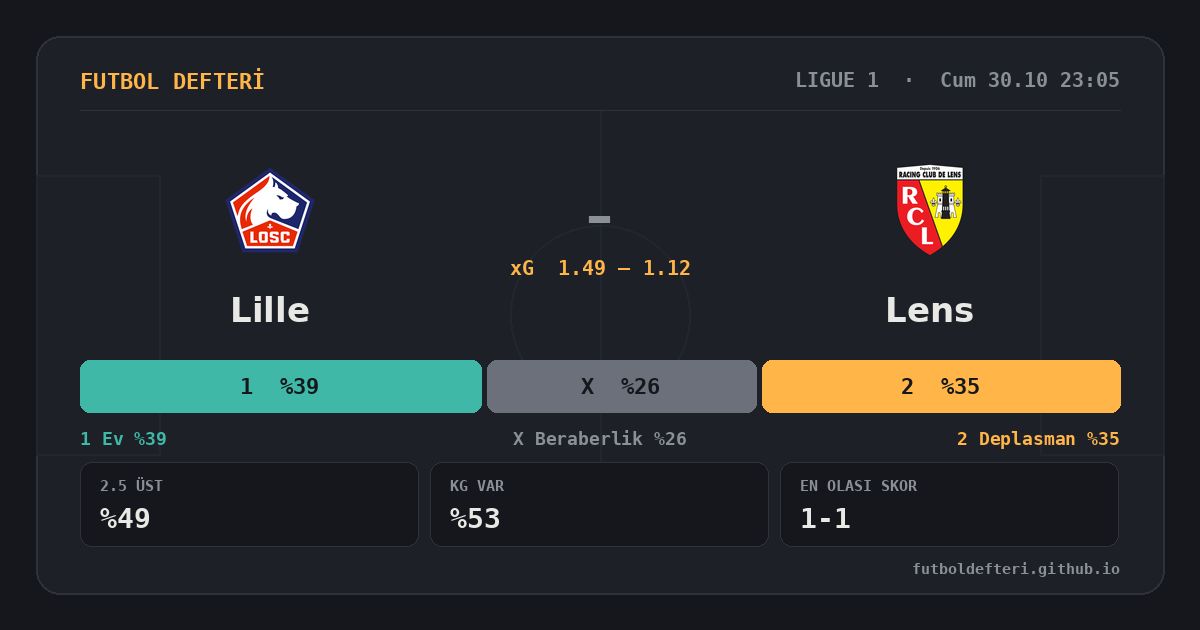 FUTBOL DEFTERİ
LIGUE 1 · Cum 30.10 23:05
LOSC
Depuis 1906
RACING CLUB DE LENS
R
C
L
–
xG 1.49 – 1.12
Lille
Lens
1 %39
X %26
2 %35
1 Ev %39
X Beraberlik %26
2 Deplasman %35
2.5 ÜST
KG VAR
EN OLASI SKOR
%49
%53
1-1
futboldefteri.github.io